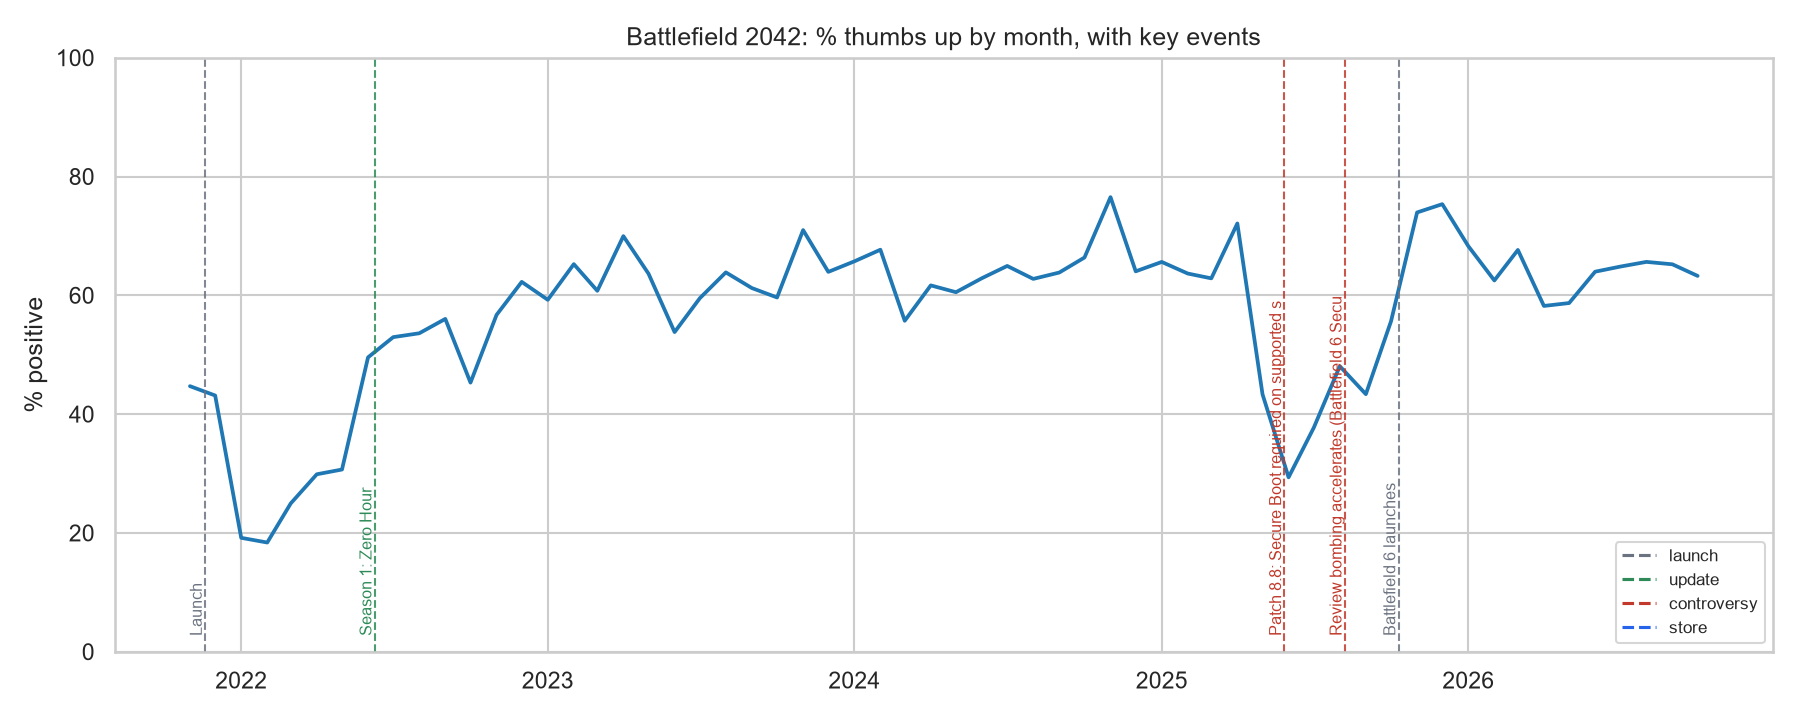 Battlefield 2042: % thumbs up by month, with key events
% positive
100
80
60
40
20
0
Launch
Season 1: Zero Hour
Patch 8.8: Secure Boot required on supported s
Review bombing accelerates (Battlefield 6 Secu
Battlefield 6 launches
launch
update
controversy
store
2022
2023
2024
2025
2026